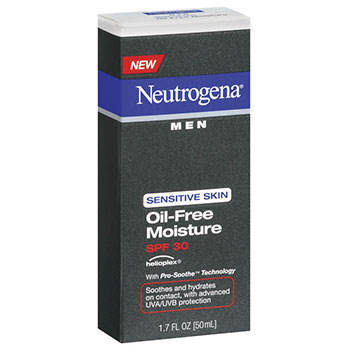 NEW
Neutrogena®
MEN
SENSITIVE SKIN
Oil-Free
Moisture
SPF 30
helioplex®
With Pro-Soothe™ Technology
Soothes and hydrates
on contact, with advanced
UVA/UVB protection
1.7 FL OZ [50mL]